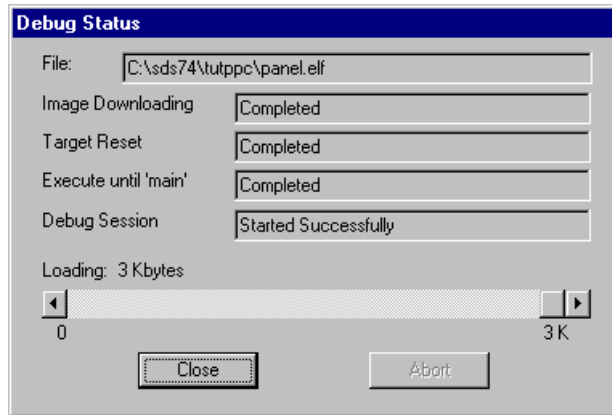 Debug Status
File: C:\sds74\tutppc\panel.elf
Image Downloading Completed
Target Reset Completed
Execute until 'main' Completed
Debug Session Started Successfully
Loading: 3 Kbytes
0 3 K
Close Abort